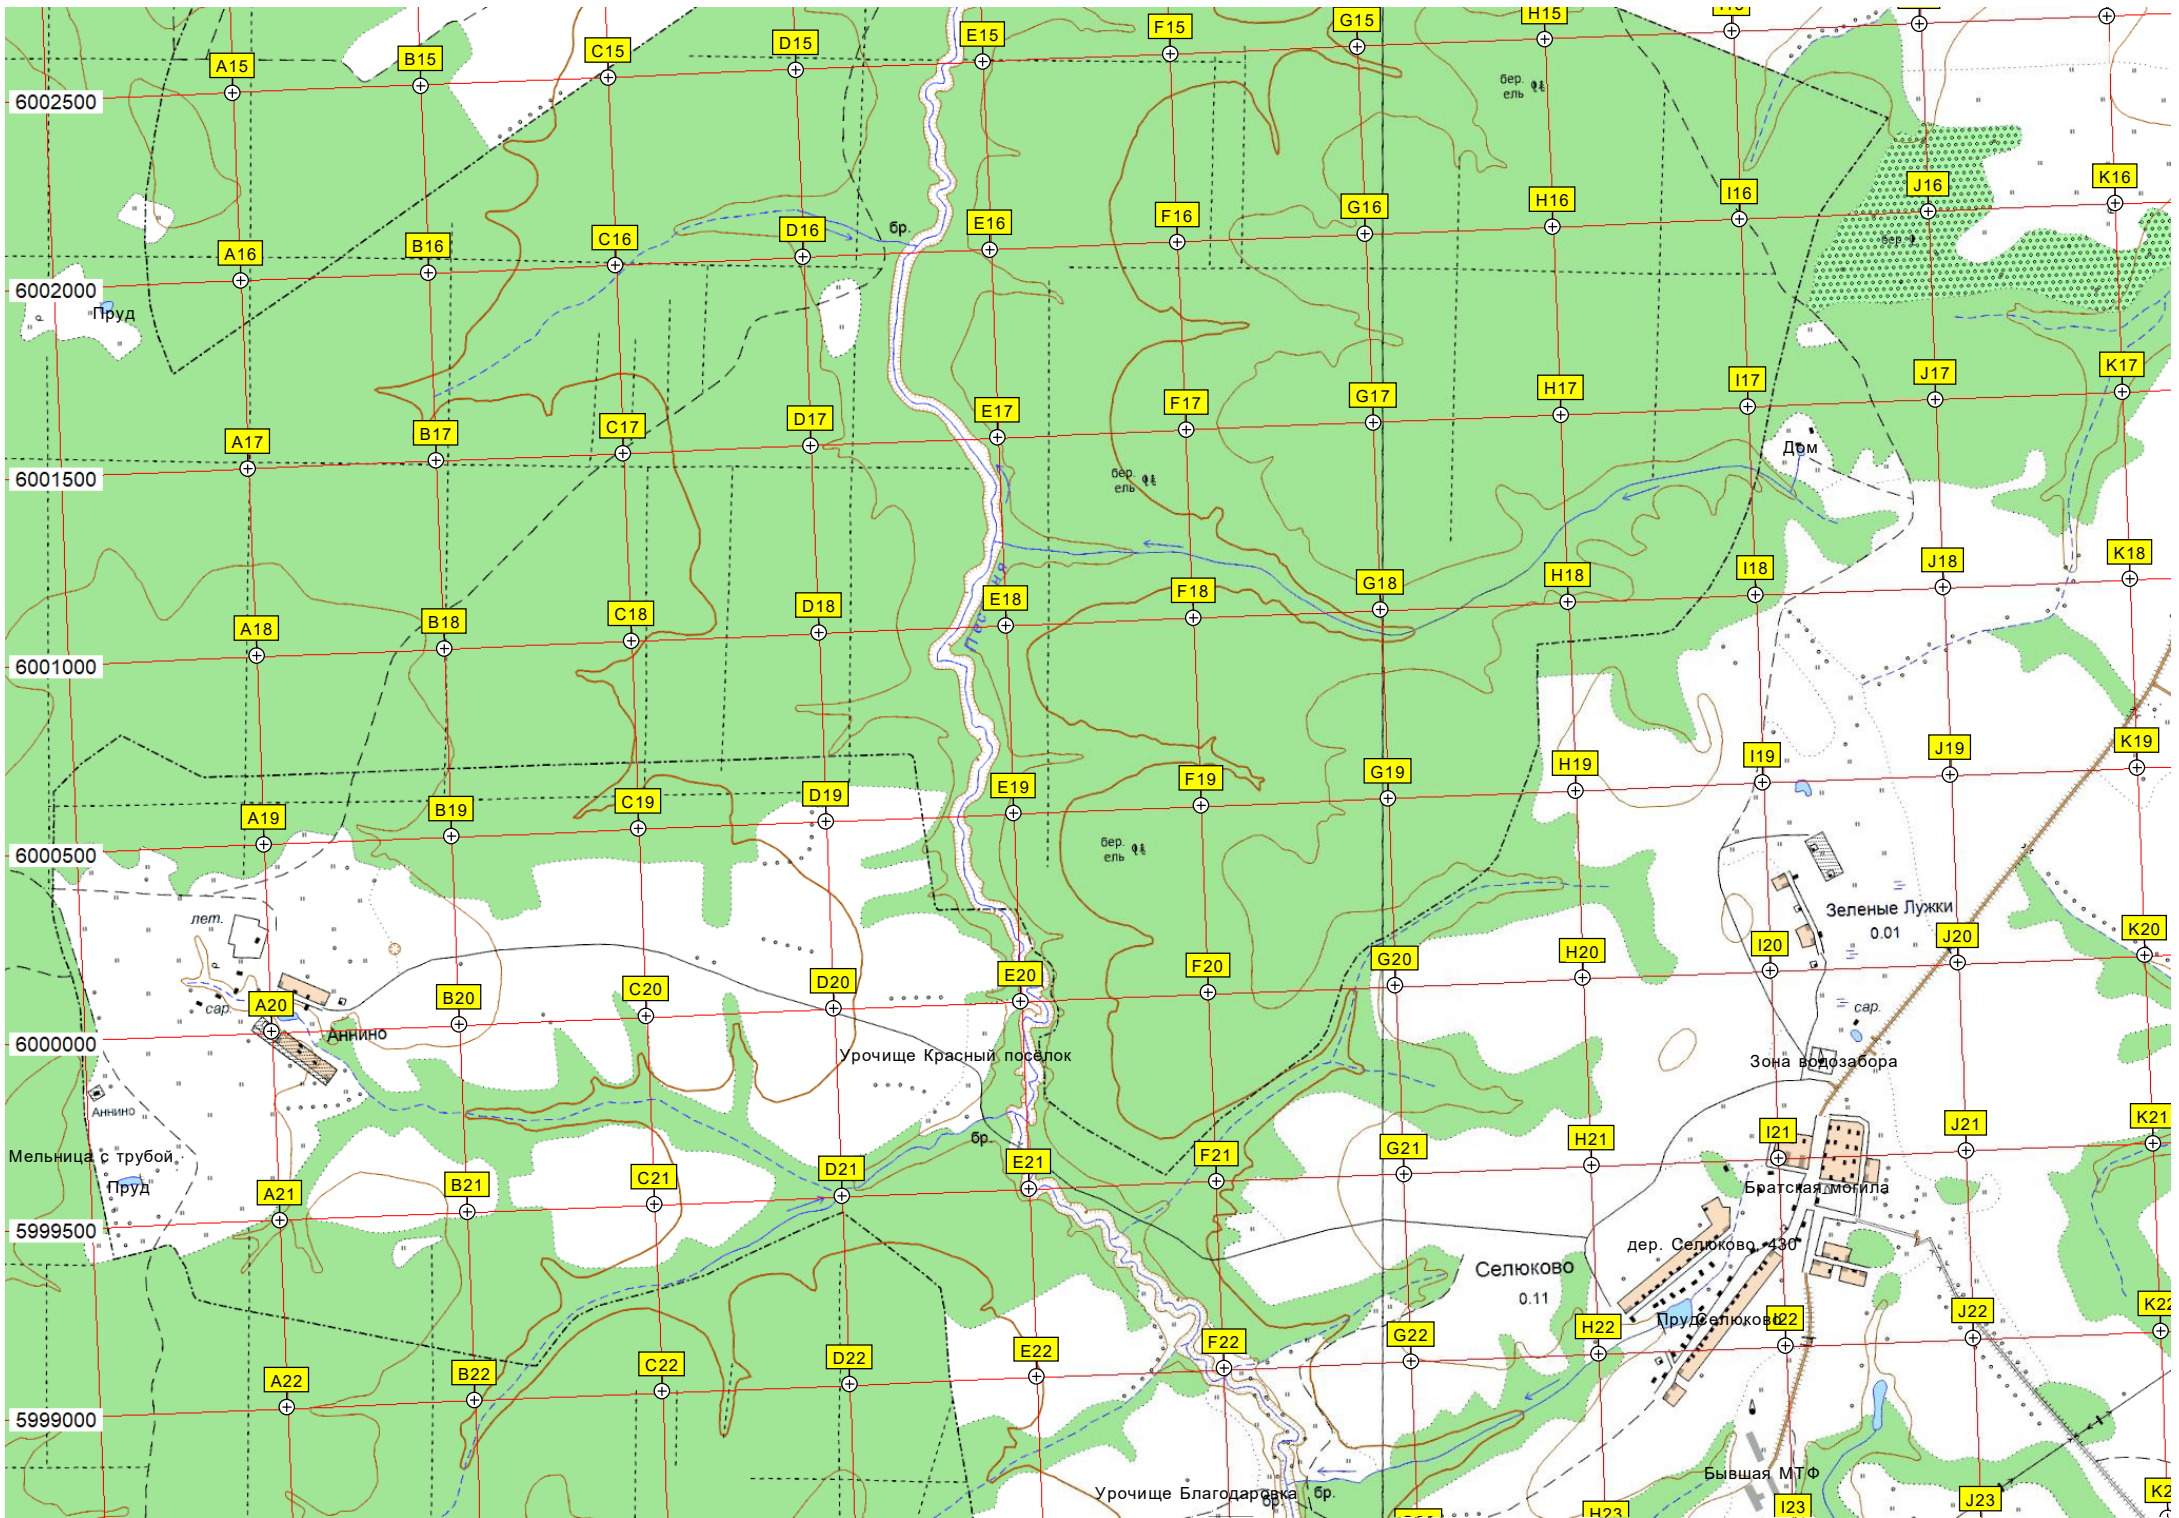 A15
B15
C15
D15
E15
F15
G15
H15
6002500
бер.
ель
A16
B16
C16
D16
бр.
E16
F16
G16
H16
I16
J16
K16
бер.
6002000
Пруд
A17
B17
C17
D17
E17
F17
G17
H17
I17
J17
K17
Дом
6001500
бер.
ель
A18
B18
C18
D18
E18
F18
G18
H18
I18
J18
K18
6001000
A19
B19
C19
D19
E19
F19
G19
H19
I19
J19
K19
6000500
бер.
ель
лет.
Зеленые Лужки
0.01
A20
B20
C20
D20
E20
F20
G20
H20
I20
J20
K20
сар.
сар.
6000000
Аннино
Урочище Красный посёлок
Зона водозабора
Аннино
бр.
Мельница с трубой
Пруд
A21
B21
C21
D21
E21
F21
G21
H21
I21
J21
K21
Братская могила
5999500
дер. Селюково, 430
Селюково
0.11
Пруд
Селюково
A22
B22
C22
D22
E22
F22
G22
H22
I22
J22
K22
5999000
Бывшая МТФ
Урочище Благодаровка
бр.
бр.
H23
I23
J23